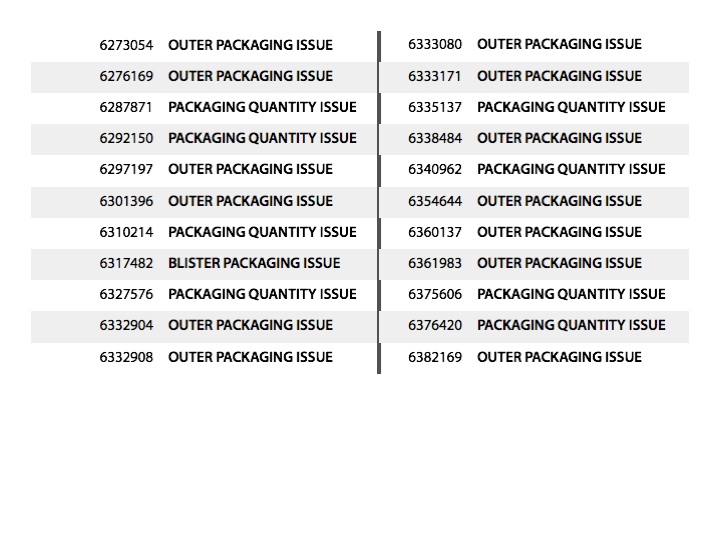 6273054 OUTER PACKAGING ISSUE
6276169 OUTER PACKAGING ISSUE
6287871 PACKAGING QUANTITY ISSUE
6292150 PACKAGING QUANTITY ISSUE
6297197 OUTER PACKAGING ISSUE
6301396 OUTER PACKAGING ISSUE
6310214 PACKAGING QUANTITY ISSUE
6317482 BLISTER PACKAGING ISSUE
6327576 PACKAGING QUANTITY ISSUE
6332904 OUTER PACKAGING ISSUE
6332908 OUTER PACKAGING ISSUE
6333080 OUTER PACKAGING ISSUE
6333171 OUTER PACKAGING ISSUE
6335137 PACKAGING QUANTITY ISSUE
6338484 OUTER PACKAGING ISSUE
6340962 PACKAGING QUANTITY ISSUE
6354644 OUTER PACKAGING ISSUE
6360137 OUTER PACKAGING ISSUE
6361983 OUTER PACKAGING ISSUE
6375606 PACKAGING QUANTITY ISSUE
6376420 PACKAGING QUANTITY ISSUE
6382169 OUTER PACKAGING ISSUE